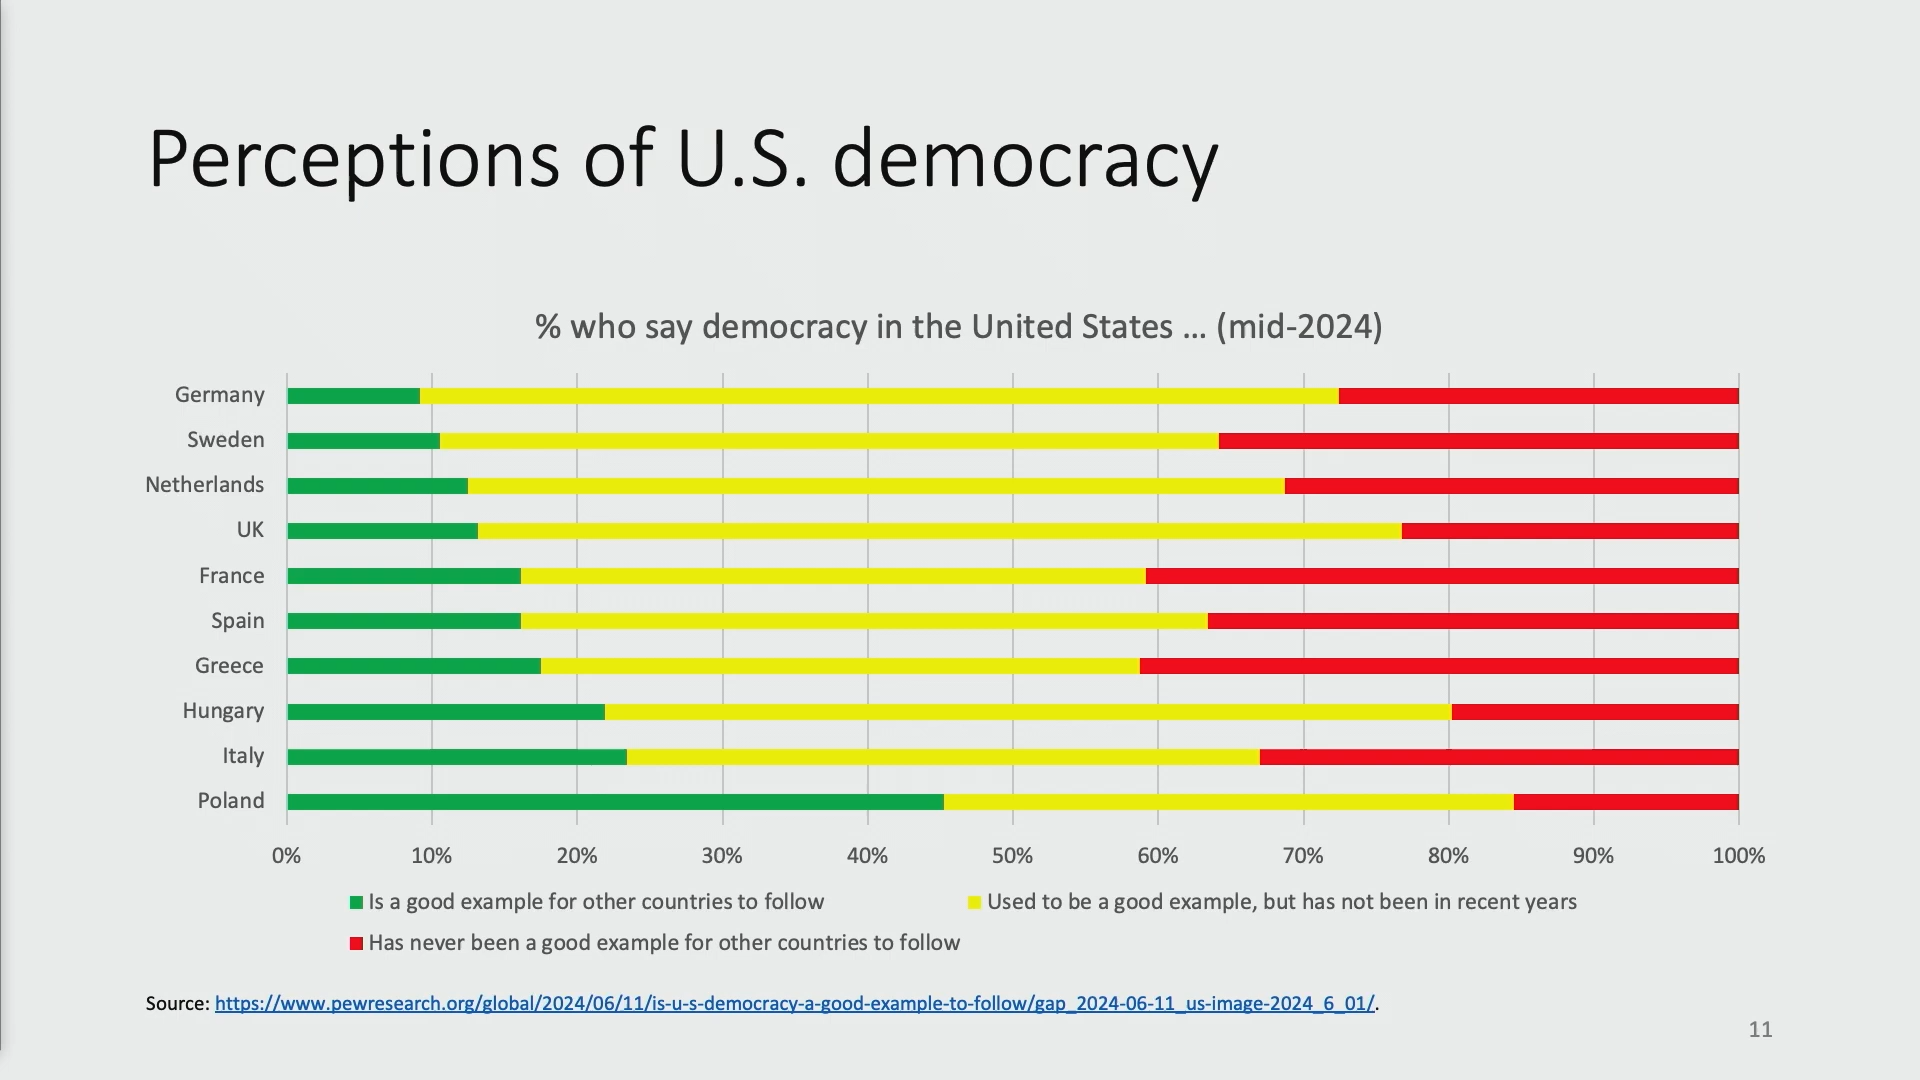 Perceptions of U.S. democracy
% who say democracy in the United States ... (mid-2024)
Germany
Sweden
Netherlands
UK
France
Spain
Greece
Hungary
Italy
Poland
0% 10% 20% 30% 40% 50% 60% 70% 80% 90% 100%
Is a good example for other countries to follow
Used to be a good example, but has not been in recent years
Has never been a good example for other countries to follow
Source: https://www.pewresearch.org/global/2024/06/11/is-u-s-democracy-a-good-example-to-follow/gap_2024-06-11_us-image-2024_6_01/.
11